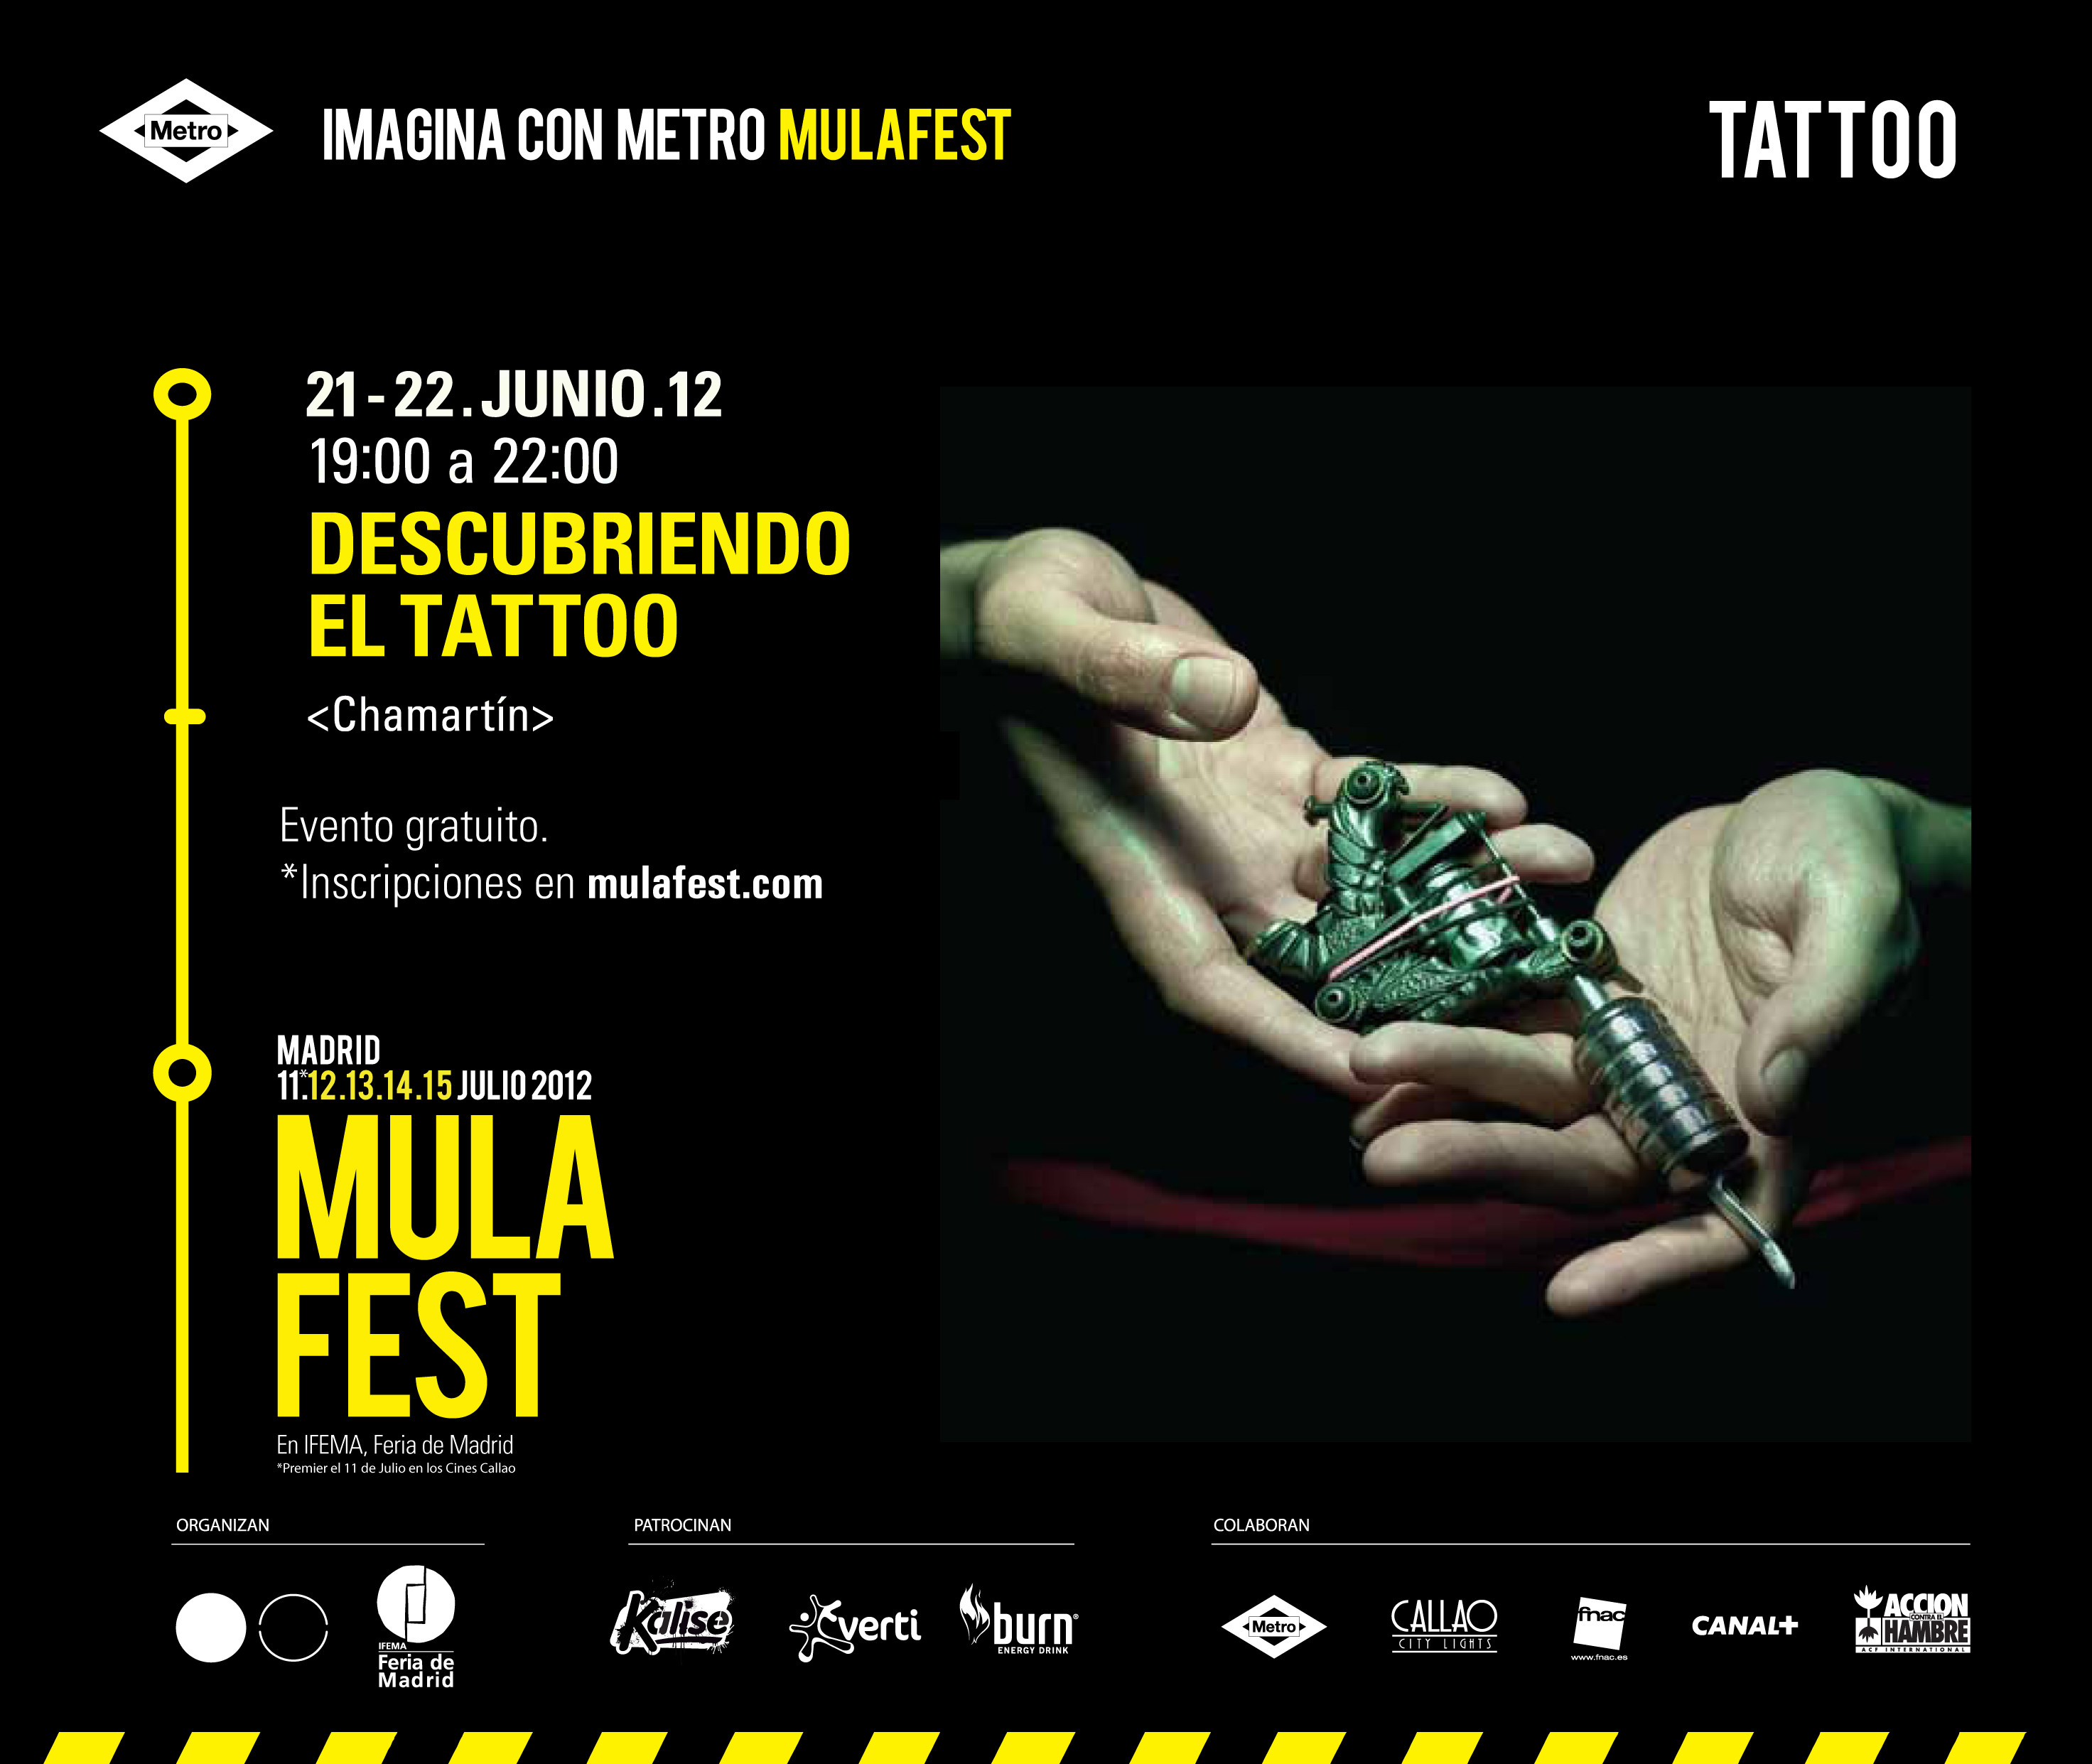 Metro
IMAGINA CON METRO MULAFEST
TATTOO
21-22.JUNIO.12
19:00 a 22:00
DESCUBRIENDO
EL TATTOO
<Chamartín>
Evento gratuito.
*Inscripciones en mulafest.com
MADRID
11*.12.13.14.15 JULIO 2012
MULA
FEST
En IFEMA, Feria de Madrid
*Premier el 11 de Julio en los Cines Callao
ORGANIZAN
IFEMA
Feria de
Madrid
PATROCINAN
Kalise
verti
burn®
ENERGY DRINK
COLABORAN
Metro
CALLAO
CITY LIGHTS
fnac
www.fnac.es
CANAL+
ACCION
CONTRA EL
HAMBRE
ACF INTERNATIONAL